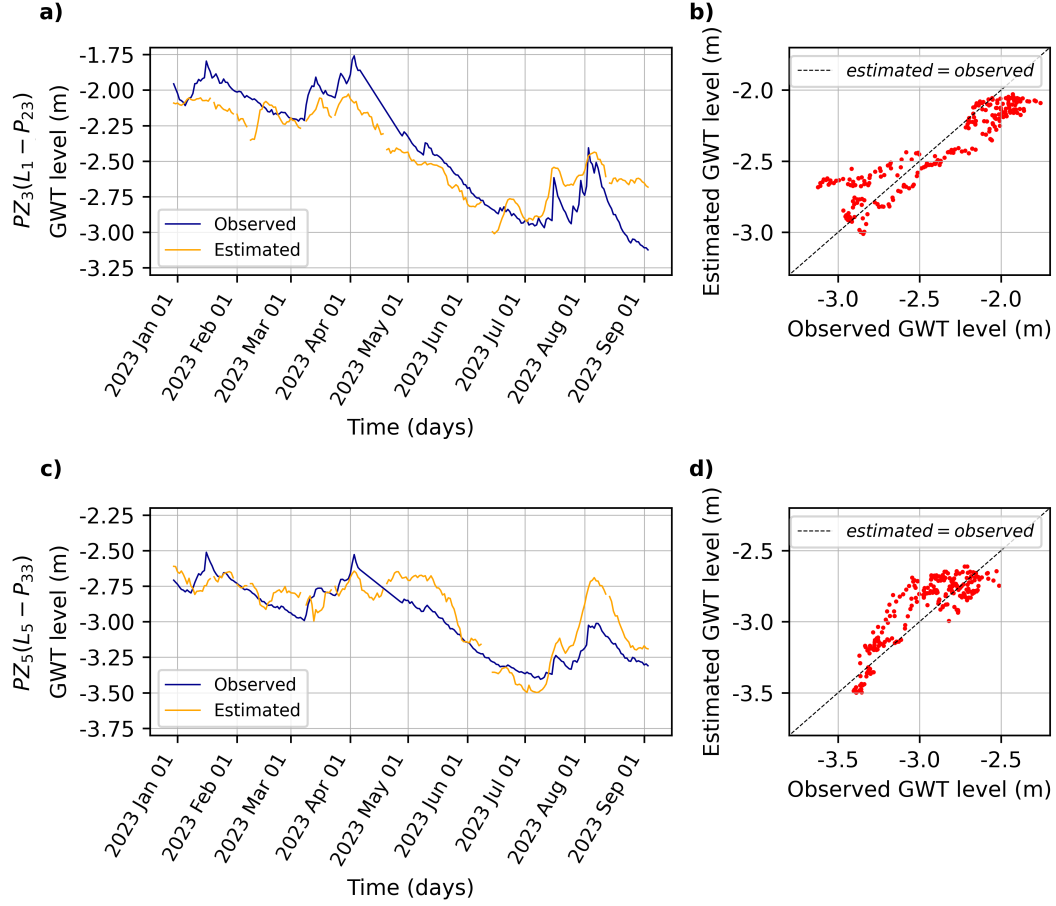 a)
PZ₃(L₁ − P₂₃)
GWT level (m)
-1.75
-2.00
-2.25
-2.50
-2.75
-3.00
-3.25
Observed
Estimated
2023 Jan 01
2023 Feb 01
2023 Mar 01
2023 Apr 01
2023 May 01
2023 Jun 01
2023 Jul 01
2023 Aug 01
2023 Sep 01
Time (days)
b)
Estimated GWT level (m)
-2.0
-2.5
-3.0
estimated = observed
-3.0
-2.5
-2.0
Observed GWT level (m)
c)
PZ₅(L₅ − P₃₃)
GWT level (m)
-2.25
-2.50
-2.75
-3.00
-3.25
-3.50
-3.75
Observed
Estimated
2023 Jan 01
2023 Feb 01
2023 Mar 01
2023 Apr 01
2023 May 01
2023 Jun 01
2023 Jul 01
2023 Aug 01
2023 Sep 01
Time (days)
d)
Estimated GWT level (m)
-2.5
-3.0
-3.5
estimated = observed
-3.5
-3.0
-2.5
Observed GWT level (m)